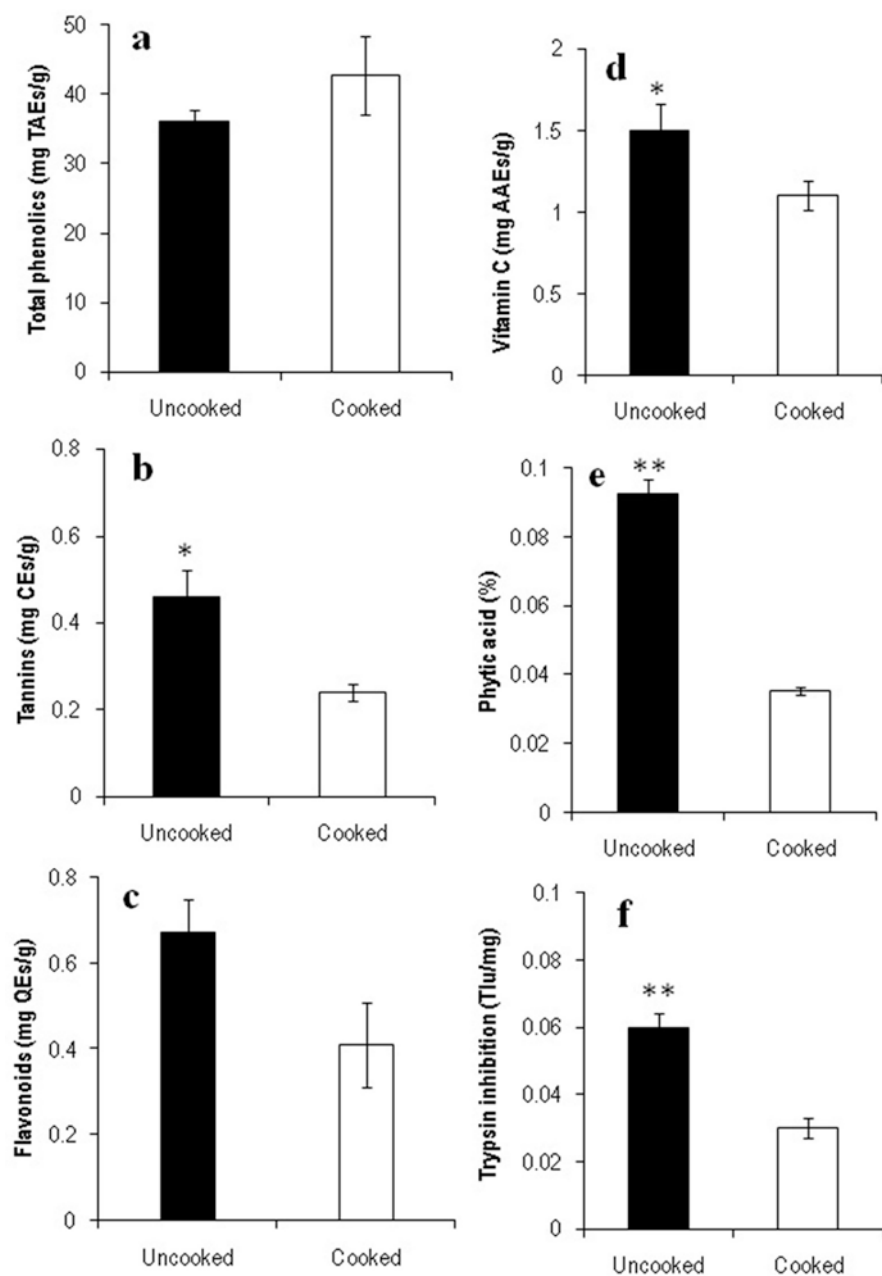 a
Total phenolics (mg TAEs/g)
50
40
30
20
10
0
Uncooked Cooked
b
Tannins (mg CEs/g)
0.8
0.6
0.4
0.2
0
*
Uncooked Cooked
c
Flavonoids (mg QEs/g)
0.8
0.6
0.4
0.2
0
Uncooked Cooked
d
Vitamin C (mg AAEs/g)
2
1.5
1
0.5
0
*
Uncooked Cooked
e
Phytic acid (%)
0.1
0.08
0.06
0.04
0.02
0
**
Uncooked Cooked
f
Trypsin inhibition (TIu/mg)
0.1
0.08
0.06
0.04
0.02
0
**
Uncooked Cooked